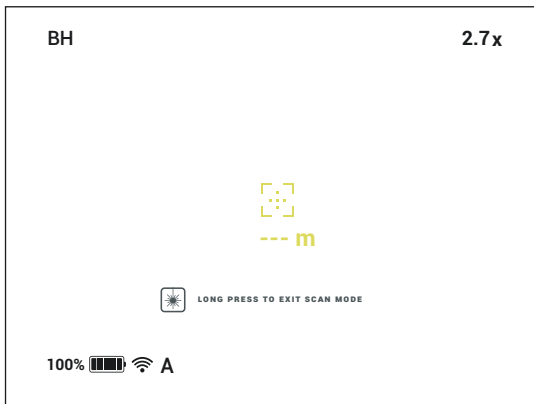 BH
2.7x
--- m
LONG PRESS TO EXIT SCAN MODE
100% A